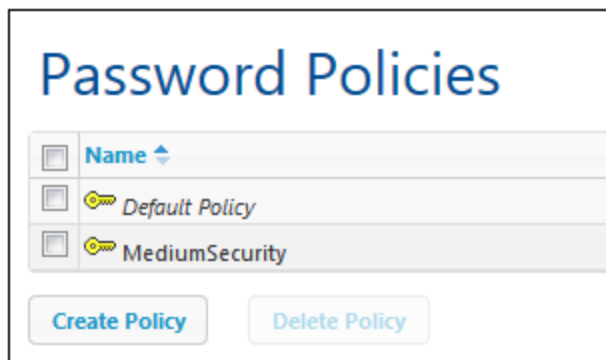 Password Policies
Name
Default Policy
MediumSecurity
Create Policy Delete Policy